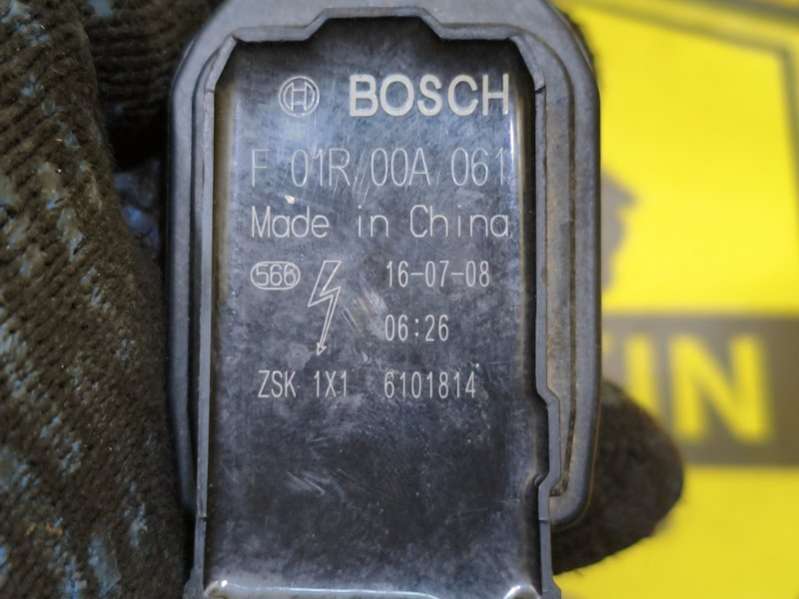 BOSCH
F 01R 00A 061
Made in China
566 16-07-08
06:26
ZSK 1X1 6101814